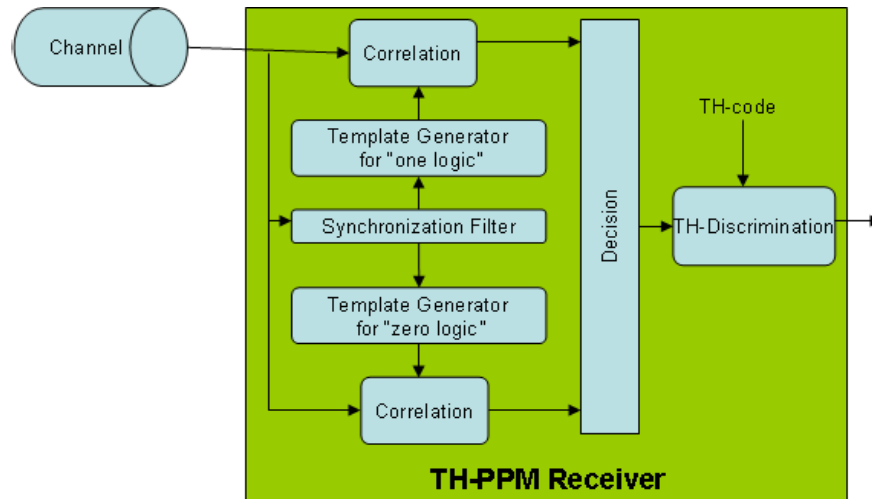 Channel
Correlation
Template Generator
for "one logic"
Synchronization Filter
Template Generator
for "zero logic"
Correlation
Decision
TH-code
TH-Discrimination
TH-PPM Receiver